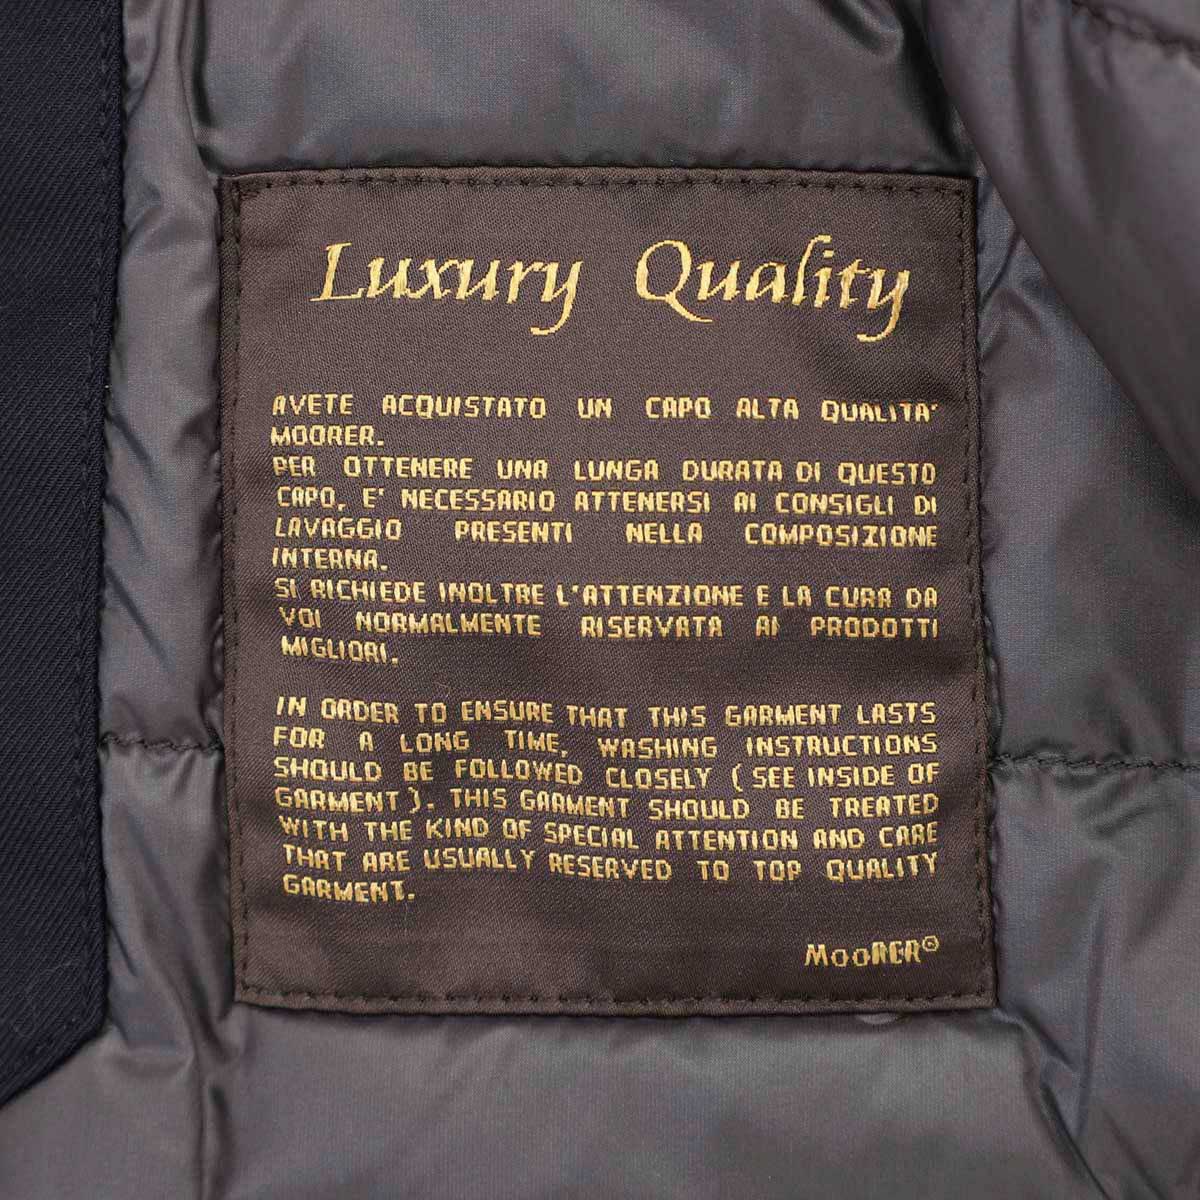 Luxury Quality
AVETE ACQUISTATO UN CAPO ALTA QUALITA'
MOORER.
PER OTTENERE UNA LUNGA DURATA DI QUESTO
CAPO, E' NECESSARIO ATTENERSI AI CONSIGLI DI
LAVAGGIO PRESENTI NELLA COMPOSIZIONE
INTERNA.
SI RICHIEDE INOLTRE L'ATTENZIONE E LA CURA DA
VOI NORMALMENTE RISERVATA AI PRODOTTI
MIGLIORI.
IN ORDER TO ENSURE THAT THIS GARMENT LASTS
FOR A LONG TIME, WASHING INSTRUCTIONS
SHOULD BE FOLLOWED CLOSELY ( SEE INSIDE OF
GARMENT ). THIS GARMENT SHOULD BE TREATED
WITH THE KIND OF SPECIAL ATTENTION AND CARE
THAT ARE USUALLY RESERVED TO TOP QUALITY
GARMENT.
MooRER®